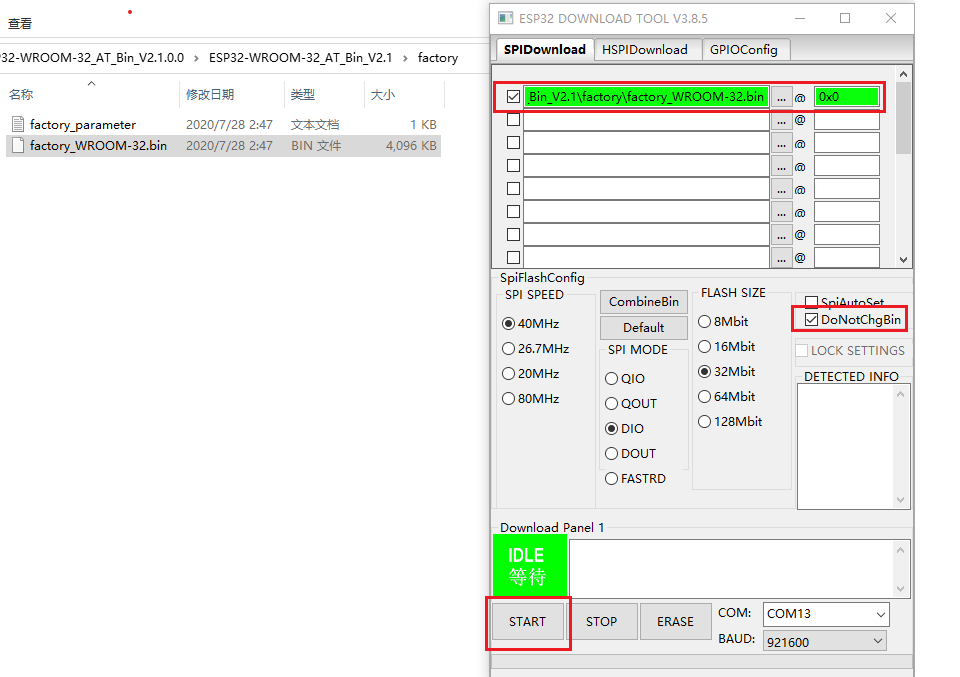 查看
32-WROOM-32_AT_Bin_V2.1.0.0 › ESP32-WROOM-32_AT_Bin_V2.1 › factory
名称 修改日期 类型 大小
factory_parameter 2020/7/28 2:47 文本文档 1 KB
factory_WROOM-32.bin 2020/7/28 2:47 BIN 文件 4,096 KB
ESP32 DOWNLOAD TOOL V3.8.5
SPIDownload HSPIDownload GPIOConfig
Bin_V2.1\factory\factory_WROOM-32.bin ... @ 0x0
... @
... @
... @
... @
... @
... @
... @
SpiFlashConfig
SPI SPEED
40MHz
26.7MHz
20MHz
80MHz
CombineBin
Default
SPI MODE
QIO
QOUT
DIO
DOUT
FASTRD
FLASH SIZE
8Mbit
16Mbit
32Mbit
64Mbit
128Mbit
SpiAutoSet
DoNotChgBin
LOCK SETTINGS
DETECTED INFO
Download Panel 1
IDLE
等待
START STOP ERASE
COM: COM13
BAUD: 921600